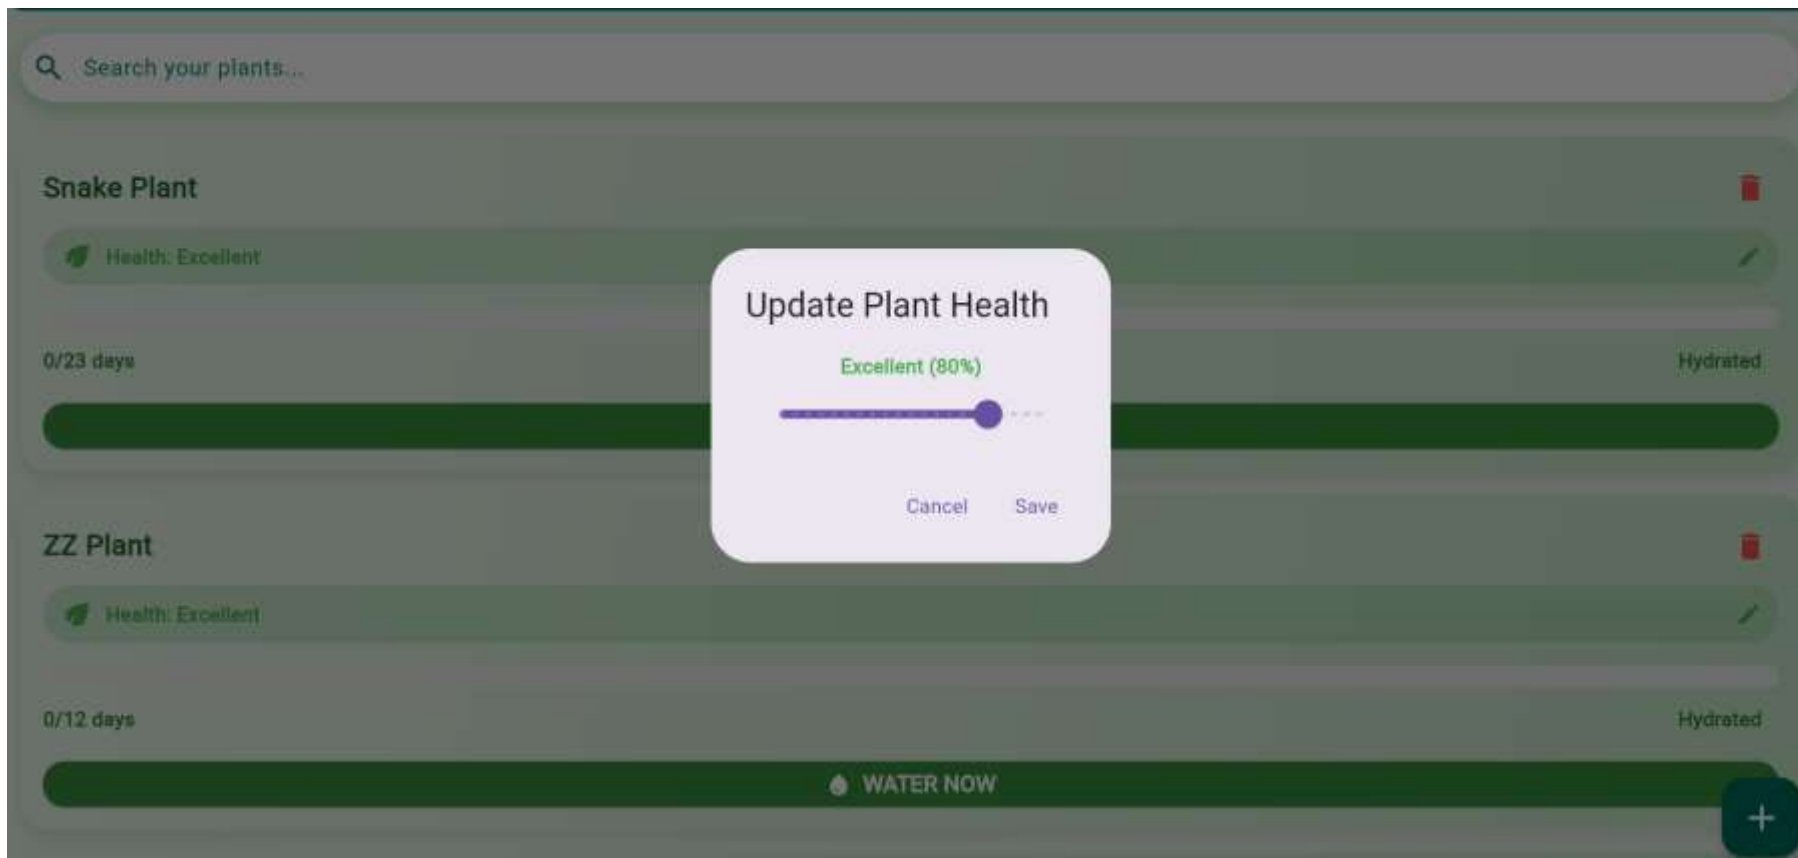 Search your plants...
Snake Plant
Health: Excellent
0/23 days
Hydrated
Update Plant Health
Excellent (80%)
Cancel Save
ZZ Plant
Health: Excellent
0/12 days
Hydrated
WATER NOW